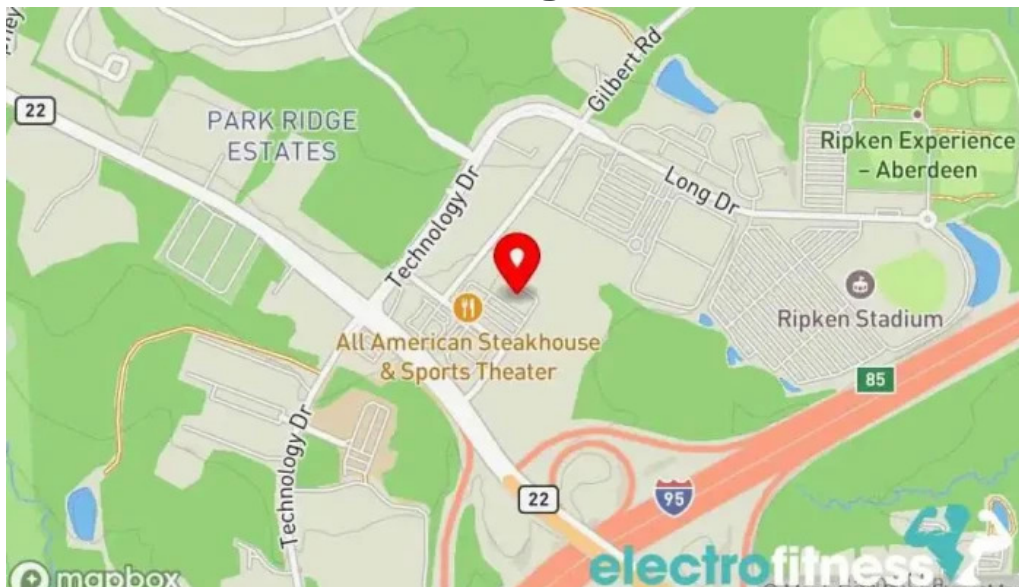 22
PARK RIDGE
ESTATES
Gilbert Rd
Technology Dr
Long Dr
Ripken Experience
– Aberdeen
Ripken Stadium
All American Steakhouse
& Sports Theater
85
Technology Dr
22
95
electrofitness
mapbox